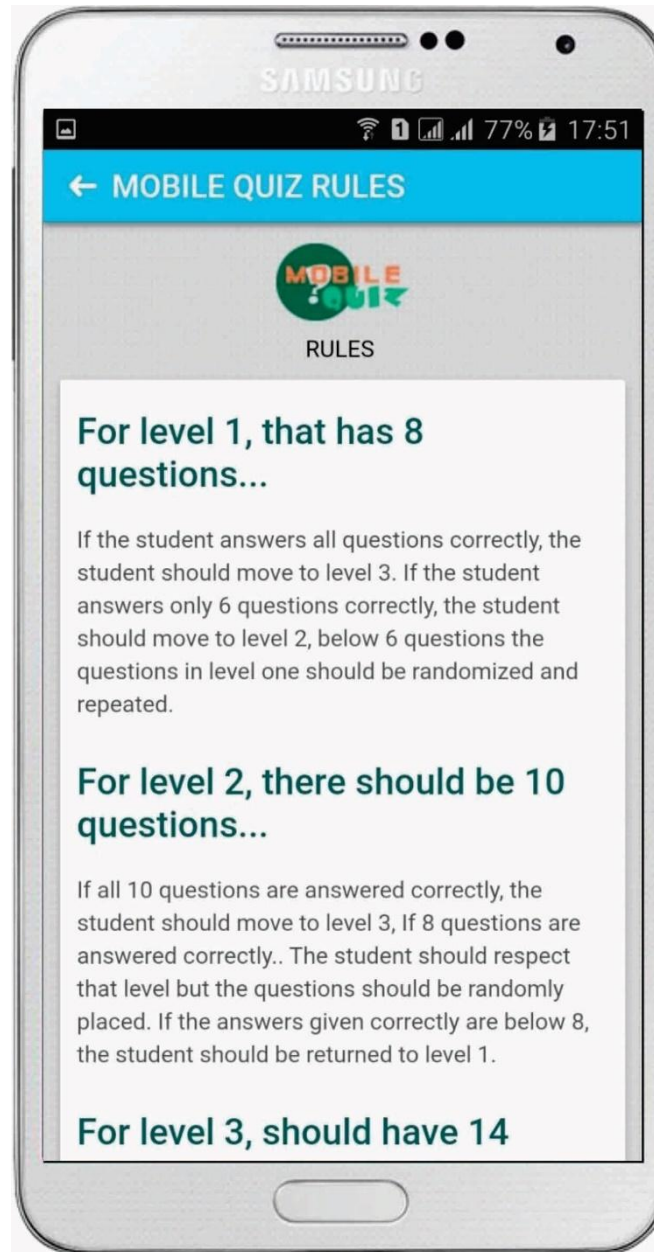 SAMSUNG
1 77% 17:51
← MOBILE QUIZ RULES
MOBILE
QUIZ
RULES
For level 1, that has 8
questions...
If the student answers all questions correctly, the
student should move to level 3. If the student
answers only 6 questions correctly, the student
should move to level 2, below 6 questions the
questions in level one should be randomized and
repeated.
For level 2, there should be 10
questions...
If all 10 questions are answered correctly, the
student should move to level 3, If 8 questions are
answered correctly.. The student should respect
that level but the questions should be randomly
placed. If the answers given correctly are below 8,
the student should be returned to level 1.
For level 3, should have 14